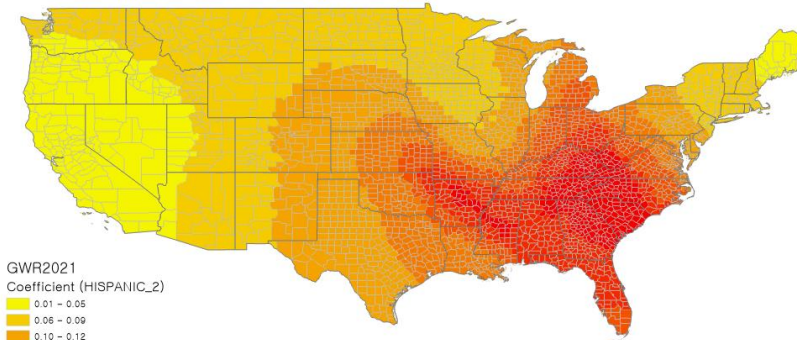 GWR2021
Coefficient (HISPANIC_2)
0.01 - 0.05
0.06 - 0.09
0.10 - 0.12